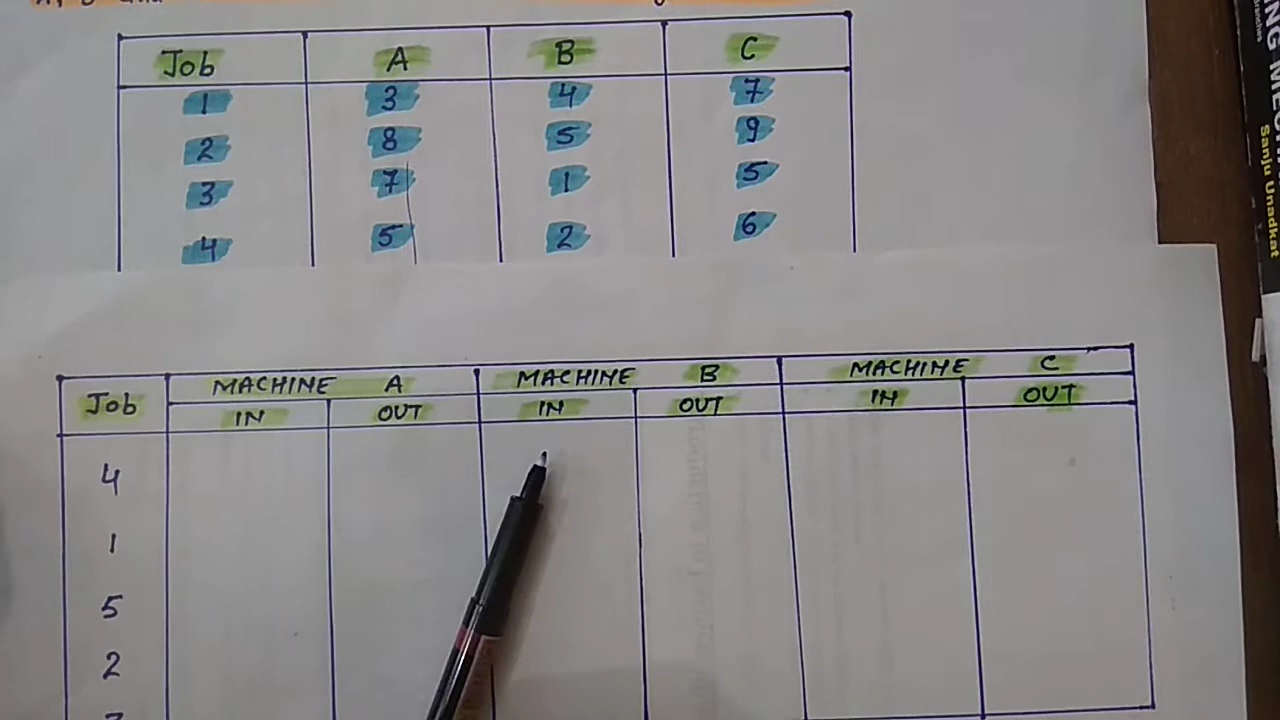 Job A B C
1 3 4 7
2 8 5 9
3 7 1 5
4 5 2 6
Job MACHINE A MACHINE B MACHINE C
IN OUT IN OUT IN OUT
4
1
5
2
Sanju Unadkat